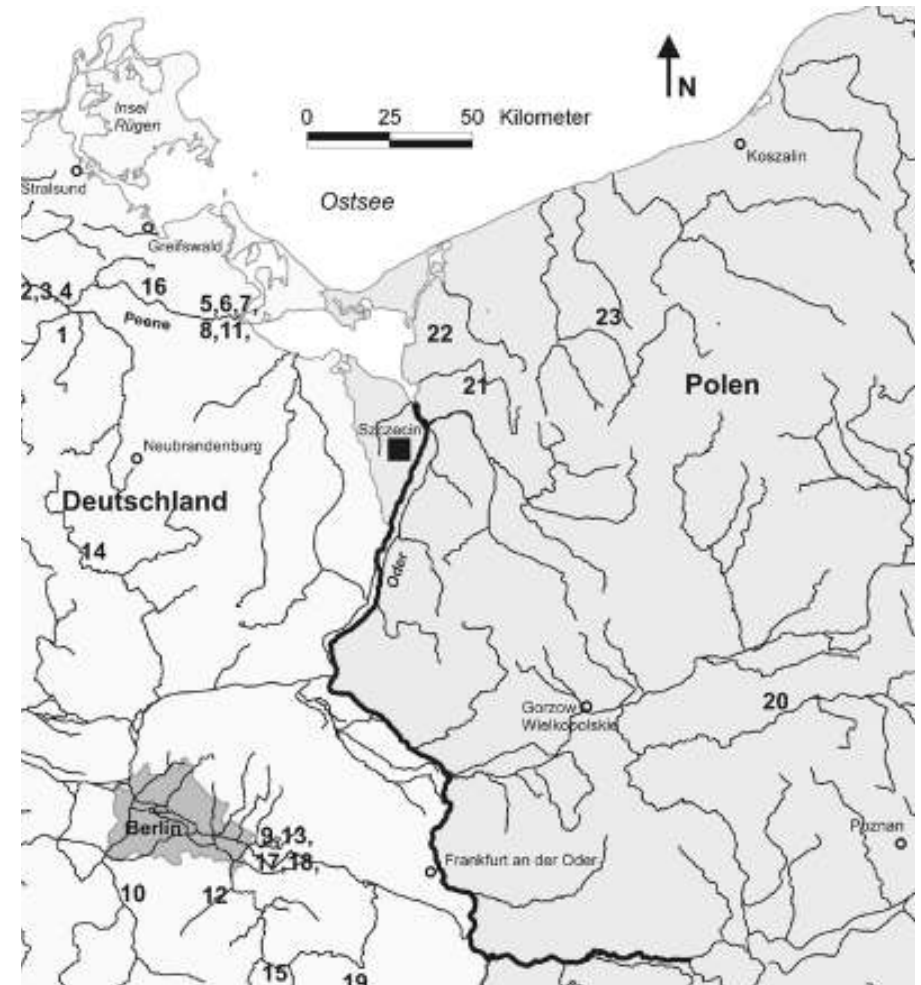 N
Insel
Rügen
0 25 50 Kilometer
Koszalin
Stralsund
Ostsee
Greifswald
2,3,4
16
5,6,7,
Peene
8,11,
1
22
23
21
Polen
Szczecin
Neubrandenburg
Deutschland
14
Oder
Gorzow
Wielkopolskie
20
Berlin
9,13,
Poznan
17,18,
Frankfurt an der Oder
10
12
15
19